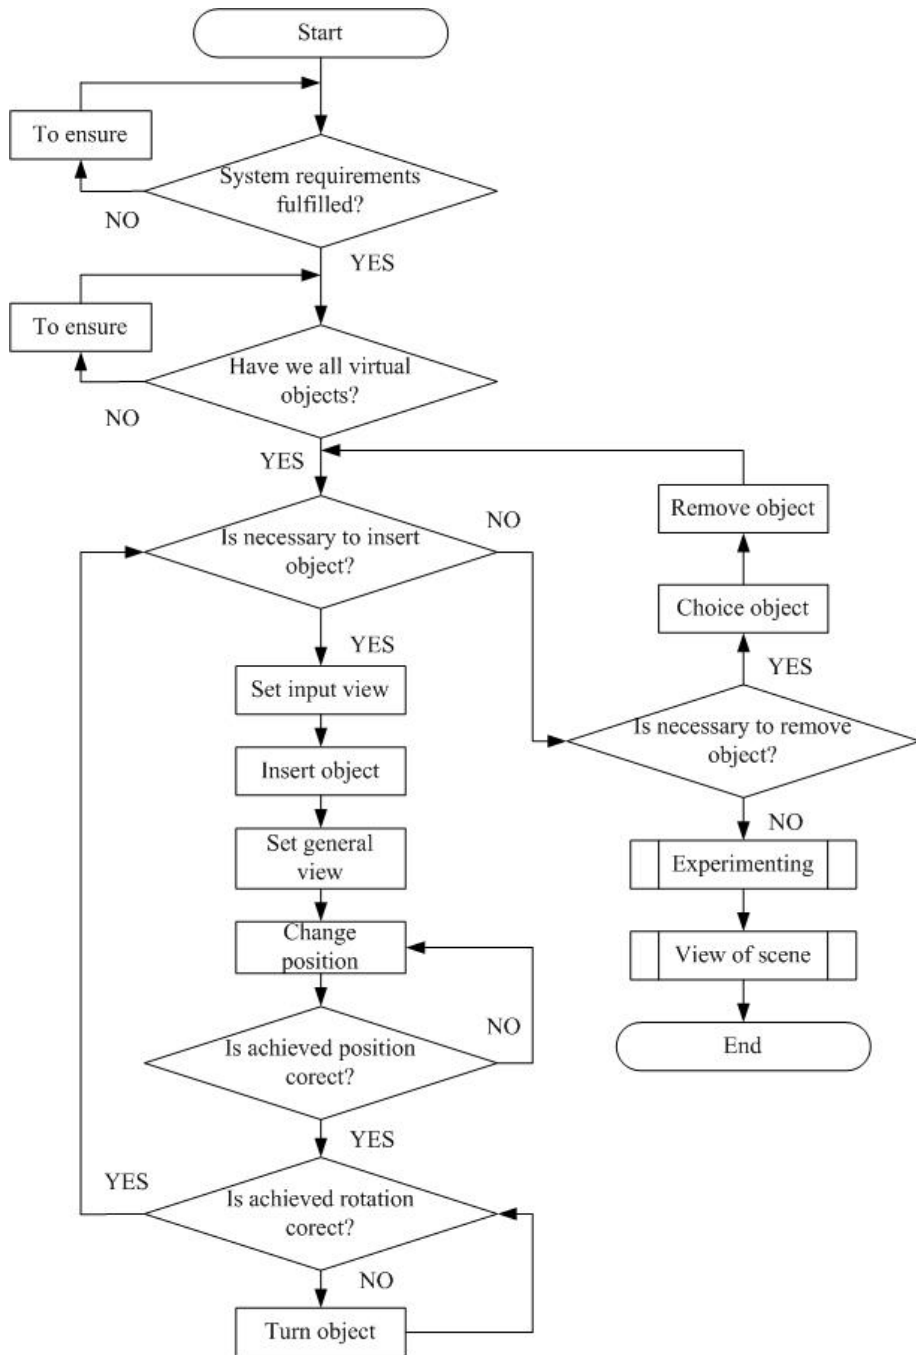 Start
To ensure
System requirements
fulfilled?
NO
YES
To ensure
Have we all virtual
objects?
NO
YES
Is necessary to insert
object?
NO
YES
Remove object
Choice object
YES
Is necessary to remove
object?
NO
Set input view
Insert object
Set general
view
Change
position
Is achieved position
corect?
NO
YES
Is achieved rotation
corect?
YES
NO
Turn object
Experimenting
View of scene
End